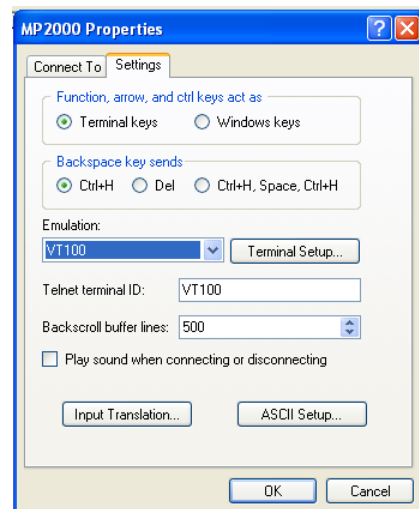 MP2000 Properties
Connect To Settings
Function, arrow, and ctrl keys act as
Terminal keys Windows keys
Backspace key sends
Ctrl+H Del Ctrl+H, Space, Ctrl+H
Emulation:
VT100 Terminal Setup...
Telnet terminal ID: VT100
Backscroll buffer lines: 500
Play sound when connecting or disconnecting
Input Translation... ASCII Setup...
OK Cancel